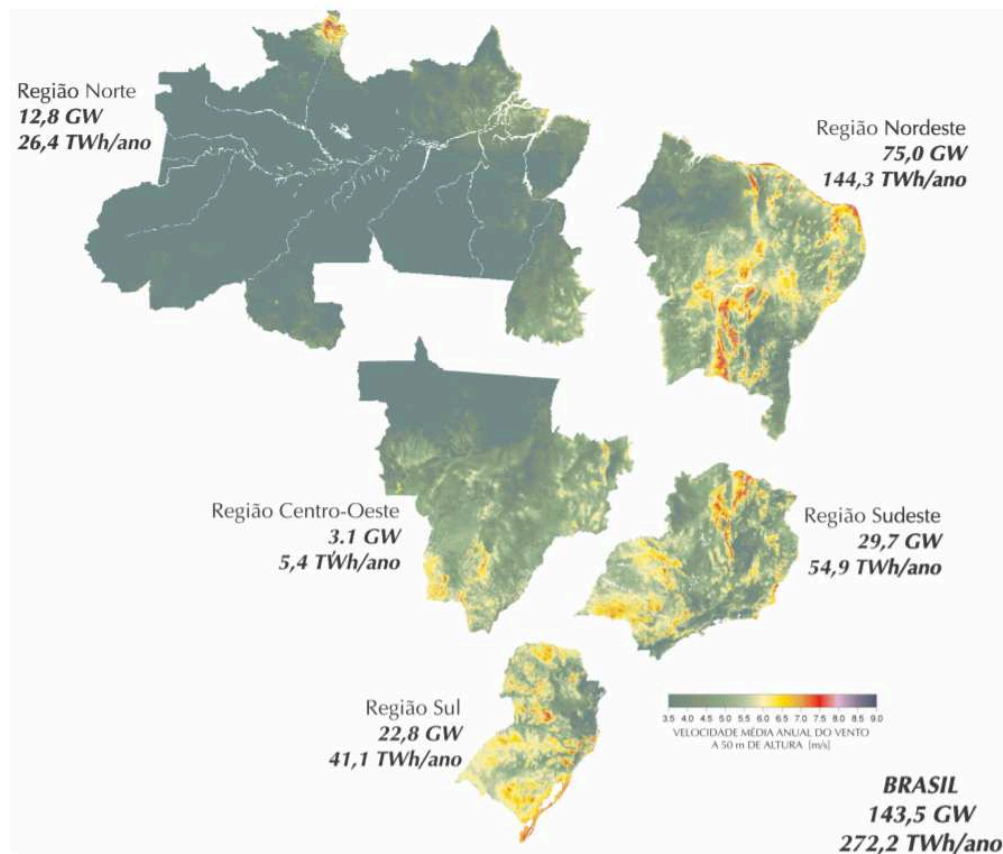 Região Norte
12,8 GW
26,4 TWh/ano
Região Nordeste
75,0 GW
144,3 TWh/ano
Região Centro-Oeste
3.1 GW
5,4 TWh/ano
Região Sudeste
29,7 GW
54,9 TWh/ano
Região Sul
22,8 GW
41,1 TWh/ano
3.5 4.0 4.5 5.0 5.5 6.0 6.5 7.0 7.5 8.0 8.5 9.0
VELOCIDADE MÉDIA ANUAL DO VENTO
A 50 m DE ALTURA [m/s]
BRASIL
143,5 GW
272,2 TWh/ano